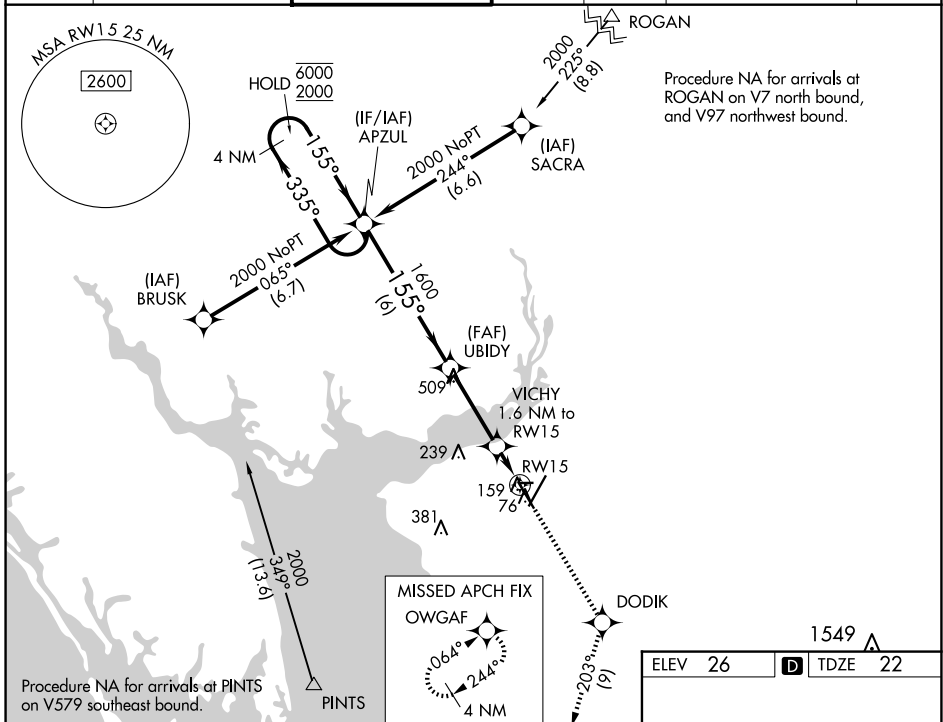 MSA RW15 25 NM
2600
ROGAN
2000
225°
(8.8)
Procedure NA for arrivals at
ROGAN on V7 north bound,
and V97 northwest bound.
HOLD 6000
2000
(IF/IAF)
APZUL
4 NM
155°
335°
2000 NoPT
244°
(6.6)
(IAF)
SACRA
2000 NoPT
065°
(6.7)
(IAF)
BRUSK
1600
155°
(6)
(FAF)
UBIDY
509
VICHY
1.6 NM to
RW15
239
RW15
159
76
381
2000
349°
(13.6)
MISSED APCH FIX
OWGAF
064°
244°
4 NM
DODIK
203°
(9)
1549
ELEV 26 D TDZE 22
Procedure NA for arrivals at PINTS
on V579 southeast bound.
PINTS